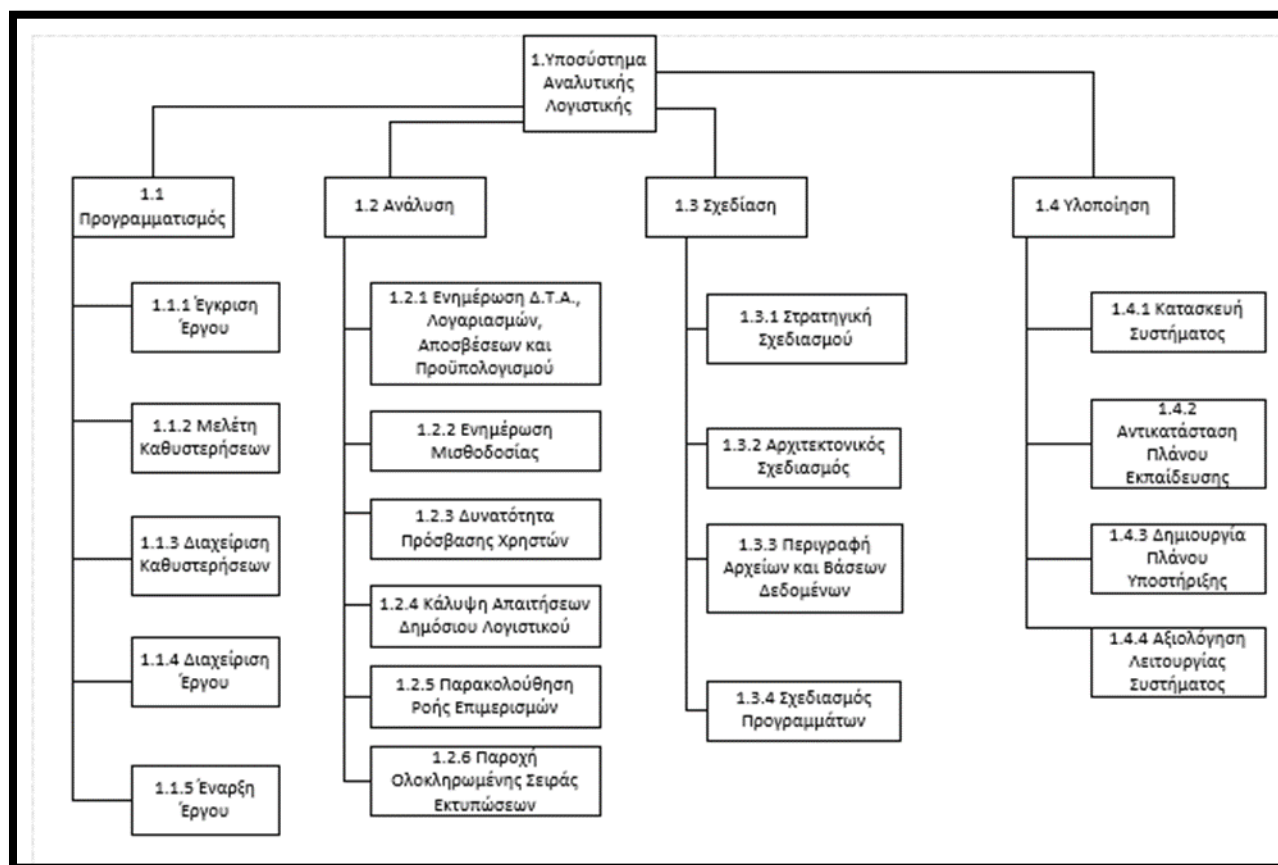 1.Υποσύστημα
Αναλυτικής
Λογιστικής
1.1
Προγραμματισμός
1.2 Ανάλυση
1.3 Σχεδίαση
1.4 Υλοποίηση
1.1.1 Έγκριση
Έργου
1.1.2 Μελέτη
Καθυστερήσεων
1.1.3 Διαχείριση
Καθυστερήσεων
1.1.4 Διαχείριση
Έργου
1.1.5 Έναρξη
Έργου
1.2.1 Ενημέρωση Δ.Τ.Α.,
Λογαριασμών,
Αποσβέσεων και
Προϋπολογισμού
1.2.2 Ενημέρωση
Μισθοδοσίας
1.2.3 Δυνατότητα
Πρόσβασης Χρηστών
1.2.4 Κάλυψη Απαιτήσεων
Δημόσιου Λογιστικού
1.2.5 Παρακολούθηση
Ροής Επιμερισμών
1.2.6 Παροχή
Ολοκληρωμένης Σειράς
Εκτυπώσεων
1.3.1 Στρατηγική
Σχεδιασμού
1.3.2 Αρχιτεκτονικός
Σχεδιασμός
1.3.3 Περιγραφή
Αρχείων και Βάσεων
Δεδομένων
1.3.4 Σχεδιασμός
Προγραμμάτων
1.4.1 Κατασκευή
Συστήματος
1.4.2
Αντικατάσταση
Πλάνου
Εκπαίδευσης
1.4.3 Δημιουργία
Πλάνου
Υποστήριξης
1.4.4 Αξιολόγηση
Λειτουργίας
Συστήματος